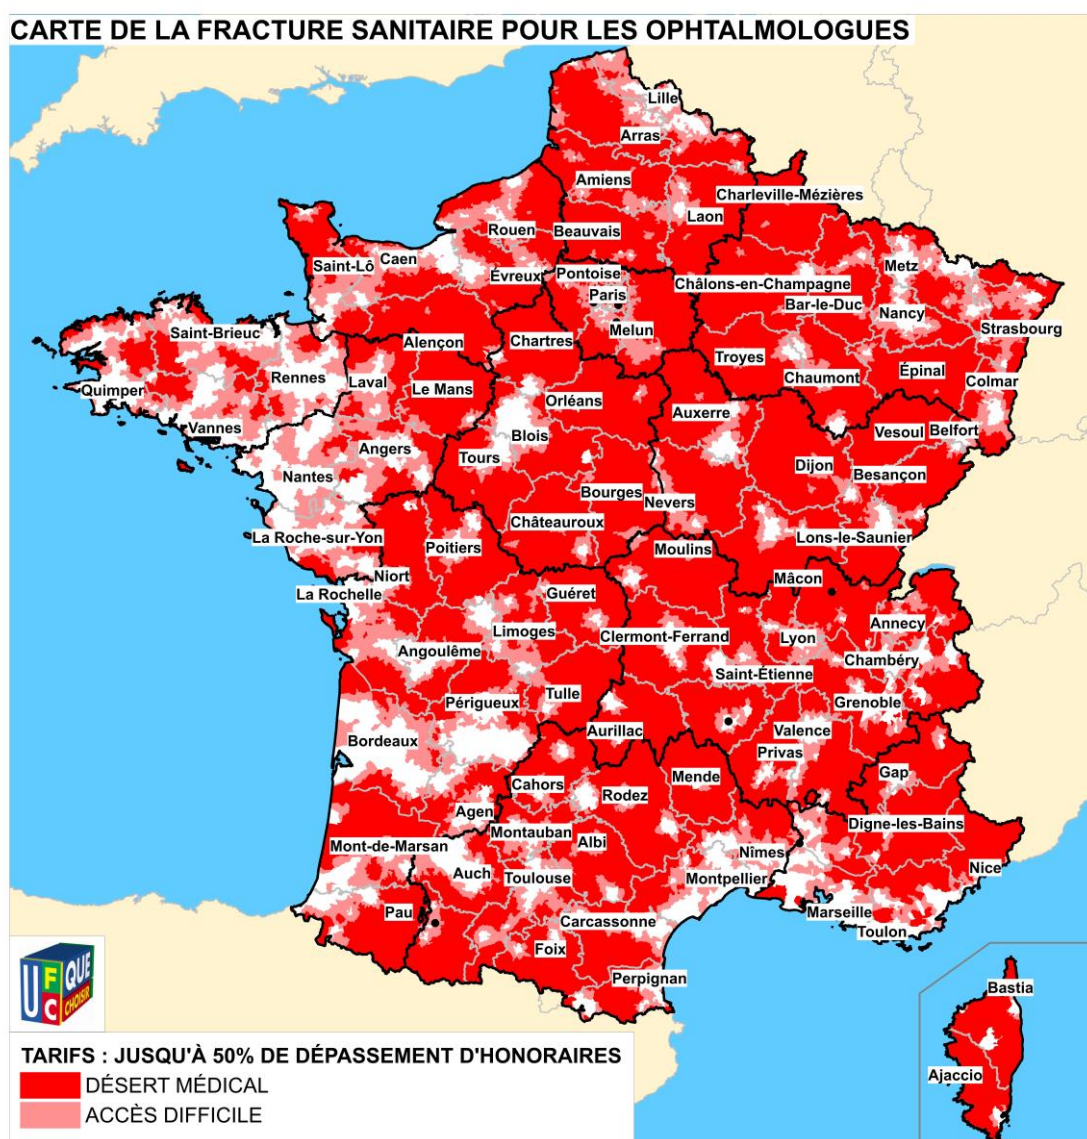 CARTE DE LA FRACTURE SANITAIRE POUR LES OPHTALMOLOGUES
Lille
Arras
Amiens
Charleville-Mézières
Laon
Rouen
Beauvais
Caen
Saint-Lô
Metz
Évreux
Pontoise
Châlons-en-Champagne
Paris
Bar-le-Duc
Nancy
Saint-Brieuc
Melun
Strasbourg
Alençon
Chartres
Troyes
Rennes
Laval
Chaumont
Épinal
Colmar
Quimper
Le Mans
Orléans
Auxerre
Vannes
Blois
Vesoul
Belfort
Angers
Tours
Dijon
Besançon
Nantes
Bourges
Nevers
Châteauroux
La Roche-sur-Yon
Lons-le-Saunier
Poitiers
Moulins
Niort
Mâcon
La Rochelle
Guéret
Annecy
Limoges
Clermont-Ferrand
Lyon
Angoulême
Chambéry
Saint-Étienne
Tulle
Périgueux
Grenoble
Bordeaux
Aurillac
Valence
Privas
Cahors
Mende
Gap
Rodez
Agen
Montauban
Digne-les-Bains
Mont-de-Marsan
Albi
Nîmes
Auch
Toulouse
Montpellier
Nice
Pau
Marseille
Carcassonne
Toulon
Foix
Perpignan
Bastia
Ajaccio
UFC
QUE
CHOISIR
TARIFS : JUSQU'À 50% DE DÉPASSEMENT D'HONORAIRES
DÉSERT MÉDICAL
ACCÈS DIFFICILE